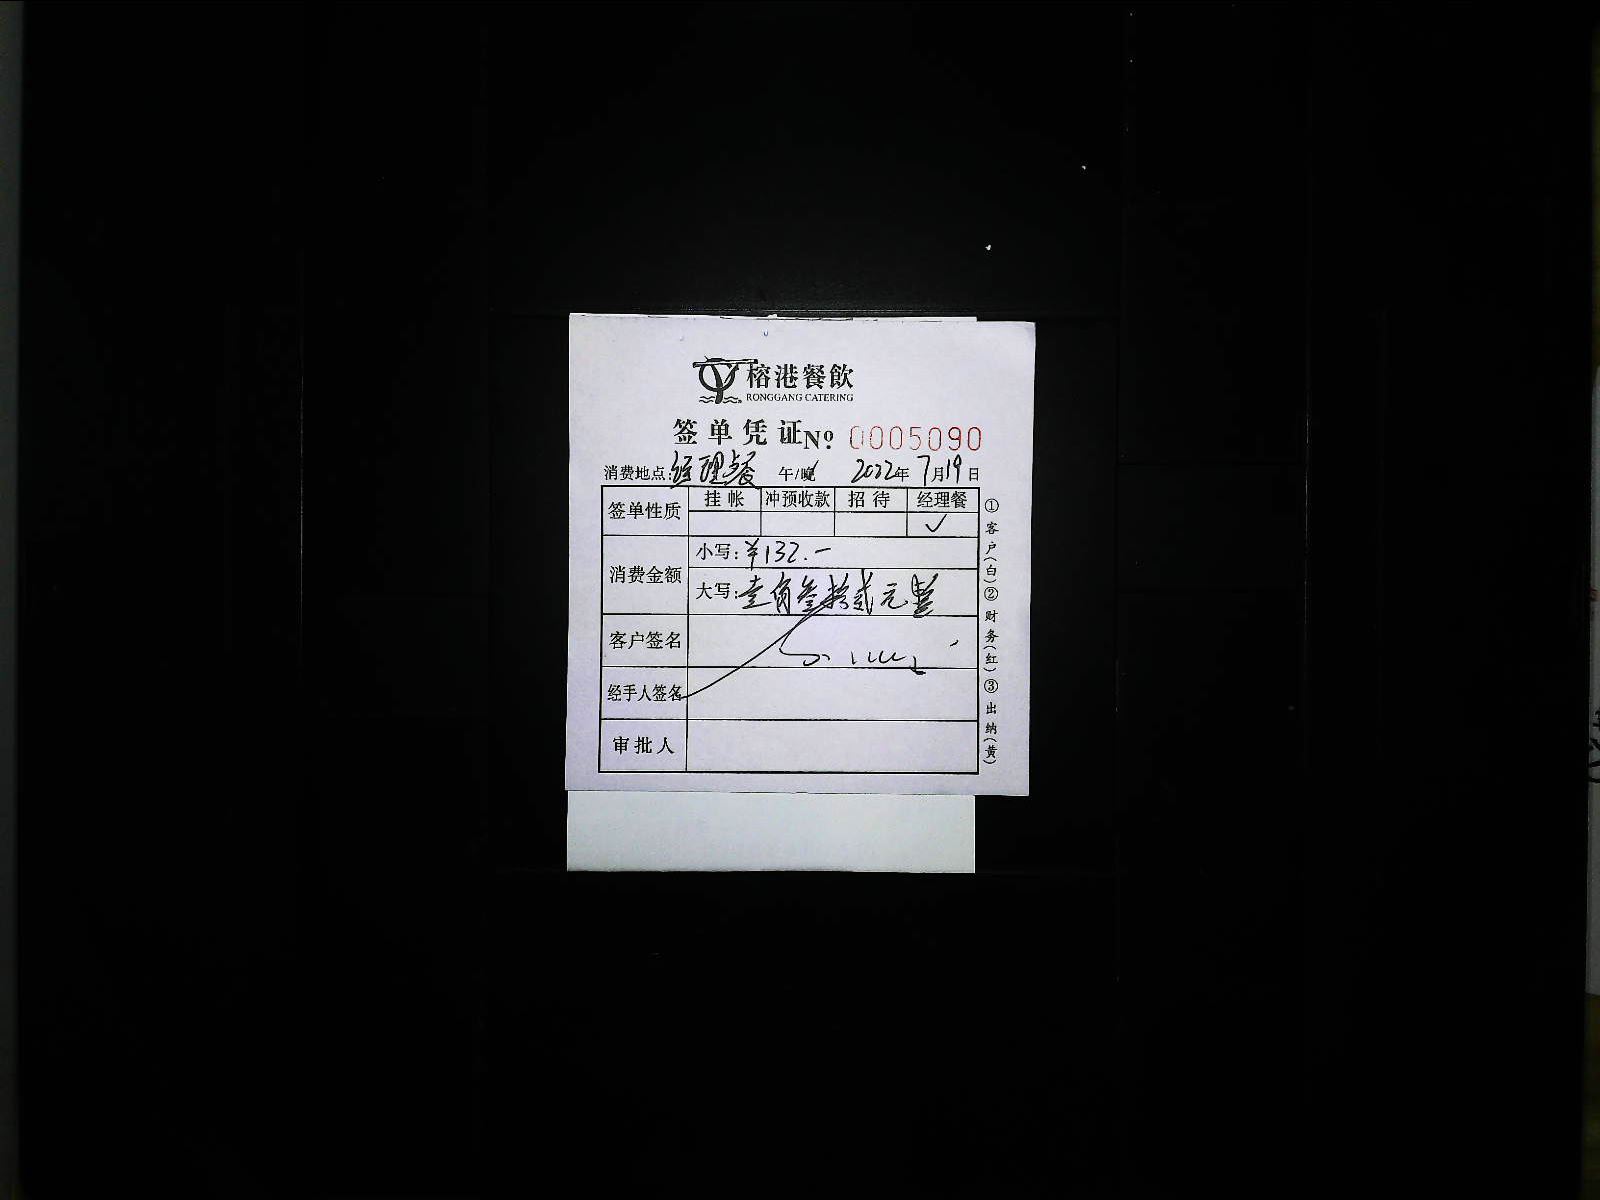 榕港餐飲
RONGGANG CATERING
签单凭证 № 0005090
消费地点:经理餐 午/晚 2022年7月19日
签单性质 挂帐 冲预收款 招待 经理餐
✓
消费金额 小写:¥132.一
大写:壹佰叁拾贰元整
客户签名
经手人签名
审批人
①客户(白)②财务(红)③出纳(黄)